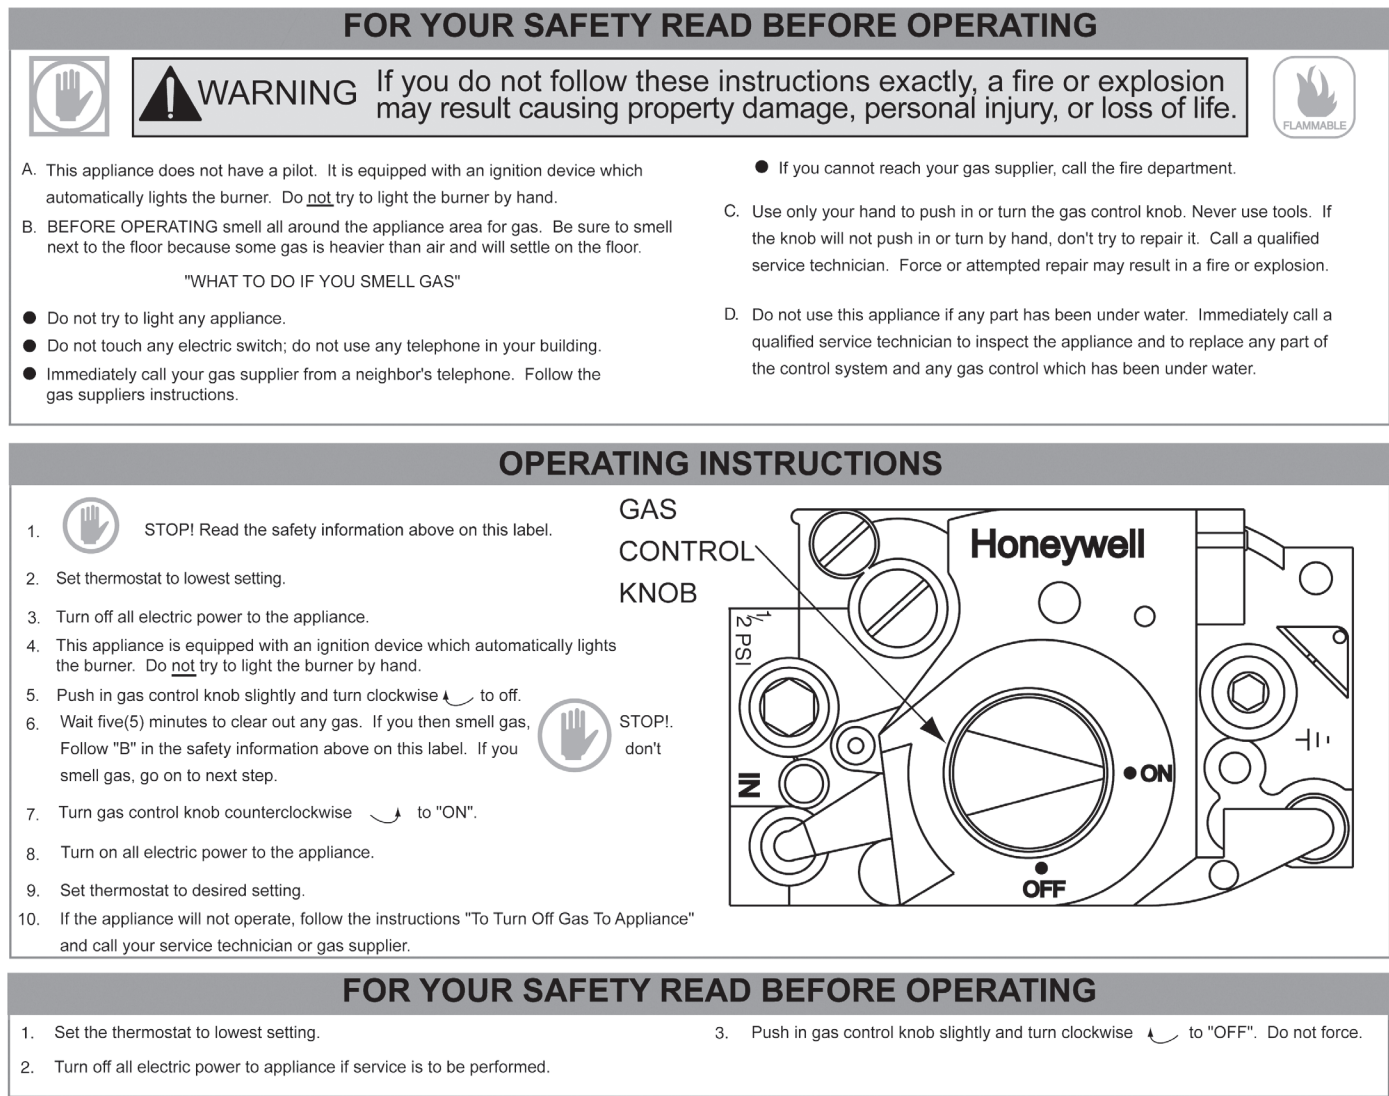 FOR YOUR SAFETY READ BEFORE OPERATING
WARNING
If you do not follow these instructions exactly, a fire or explosion
may result causing property damage, personal injury, or loss of life.
FLAMMABLE
A. This appliance does not have a pilot. It is equipped with an ignition device which
automatically lights the burner. Do not try to light the burner by hand.
B. BEFORE OPERATING smell all around the appliance area for gas. Be sure to smell
next to the floor because some gas is heavier than air and will settle on the floor.
"WHAT TO DO IF YOU SMELL GAS"
● Do not try to light any appliance.
● Do not touch any electric switch; do not use any telephone in your building.
● Immediately call your gas supplier from a neighbor's telephone. Follow the
gas suppliers instructions.
● If you cannot reach your gas supplier, call the fire department.
C. Use only your hand to push in or turn the gas control knob. Never use tools. If
the knob will not push in or turn by hand, don't try to repair it. Call a qualified
service technician. Force or attempted repair may result in a fire or explosion.
D. Do not use this appliance if any part has been under water. Immediately call a
qualified service technician to inspect the appliance and to replace any part of
the control system and any gas control which has been under water.
OPERATING INSTRUCTIONS
1. STOP! Read the safety information above on this label.
2. Set thermostat to lowest setting.
3. Turn off all electric power to the appliance.
4. This appliance is equipped with an ignition device which automatically lights
the burner. Do not try to light the burner by hand.
5. Push in gas control knob slightly and turn clockwise to off.
6. Wait five(5) minutes to clear out any gas. If you then smell gas, STOP!.
Follow "B" in the safety information above on this label. If you don't
smell gas, go on to next step.
7. Turn gas control knob counterclockwise to "ON".
8. Turn on all electric power to the appliance.
9. Set thermostat to desired setting.
10. If the appliance will not operate, follow the instructions "To Turn Off Gas To Appliance"
and call your service technician or gas supplier.
GAS
CONTROL
KNOB
Honeywell
1/2 PSI
IN
ON
OFF
FOR YOUR SAFETY READ BEFORE OPERATING
1. Set the thermostat to lowest setting.
2. Turn off all electric power to appliance if service is to be performed.
3. Push in gas control knob slightly and turn clockwise to "OFF". Do not force.